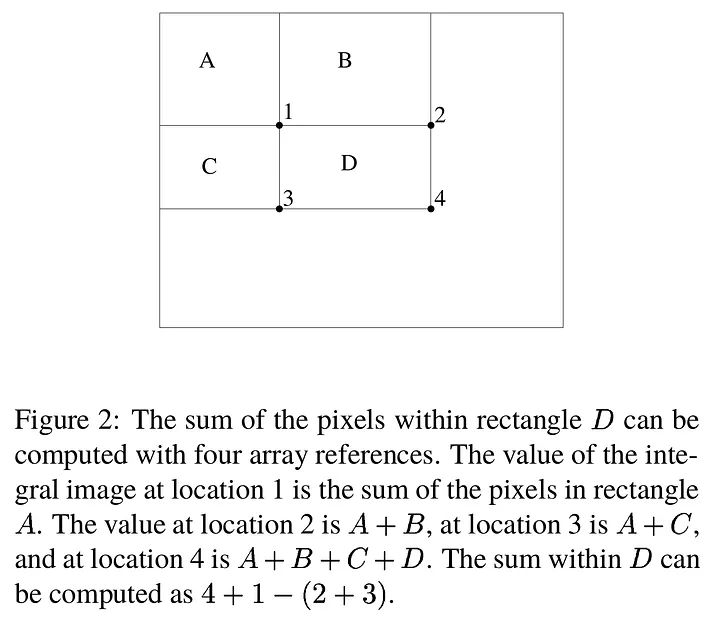 A B
1 2
C D
3 4
Figure 2: The sum of the pixels within rectangle D can be
computed with four array references. The value of the inte-
gral image at location 1 is the sum of the pixels in rectangle
A. The value at location 2 is A + B, at location 3 is A + C,
and at location 4 is A + B + C + D. The sum within D can
be computed as 4 + 1 − (2 + 3).